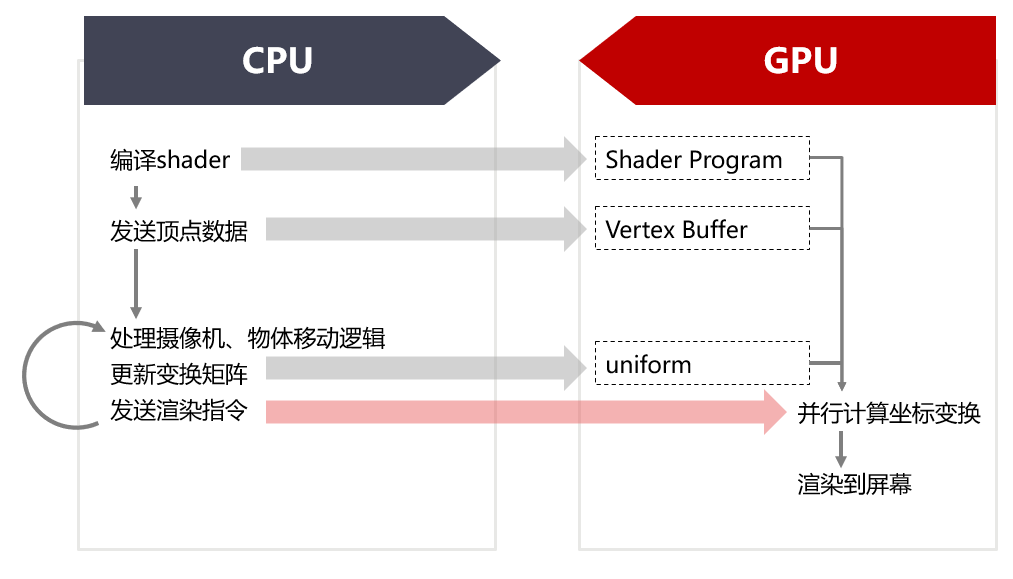 CPU
GPU
编译shader
Shader Program
发送顶点数据
Vertex Buffer
处理摄像机、物体移动逻辑
更新变换矩阵
uniform
发送渲染指令
并行计算坐标变换
渲染到屏幕